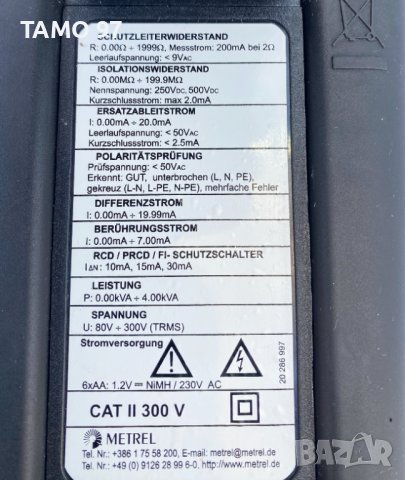 TAMO 97
SCHUTZLEITERWIDERSTAND
R: 0.00Ω ÷ 1999Ω, Messstrom: 200mA bei 2Ω
Leerlaufspannung: < 9VAC
ISOLATIONSWIDERSTAND
R: 0.00MΩ ÷ 199.9MΩ
Nennspannung: 250VDC, 500VDC
Kurzschlussstrom: max 2.0mA
ERSATZABLEITSTROM
I: 0.00mA ÷ 20.0mA
Leerlaufspannung: < 50VAC
Kurzschlussstrom: < 2.5mA
POLARITÄTSPRÜFUNG
Prüfspannung: < 50VAC
Erkennt: GUT, unterbrochen (L, N, PE),
gekreuz (L-N, L-PE, N-PE), mehrfache Fehler
DIFFERENZSTROM
I: 0.00mA ÷ 19.99mA
BERÜHRUNGSSTROM
I: 0.00mA ÷ 7.00mA
RCD / PRCD / FI- SCHUTZSCHALTER
IΔN: 10mA, 15mA, 30mA
LEISTUNG
P: 0.00kVA ÷ 4.00kVA
SPANNUNG
U: 80V ÷ 300V (TRMS)
Stromversorgung
6xAA: 1.2V ⎓ NiMH / 230V AC
20 286 997
CAT II 300 V
METREL
Tel. Nr.: +386 1 75 58 200, E-mail: metrel@metrel.de
Tel. Nr: +49 (0) 9126 28 99 6-0. http://www.metrel.de
bazar.bg